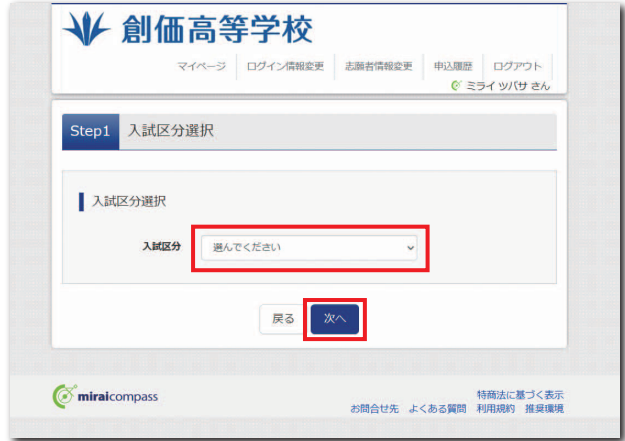 創価高等学校
マイページ ログイン情報変更 志願者情報変更 申込履歴 ログアウト
ミライ ツバサ さん
Step1 入試区分選択
入試区分選択
入試区分 選んでください
戻る 次へ
miraicompass
特商法に基づく表示
お問合せ先 よくある質問 利用規約 推奨環境